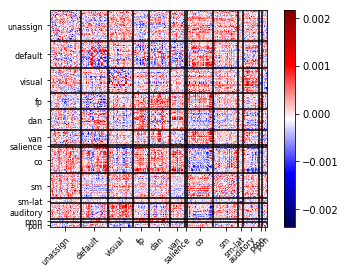 unassign
default
visual
fp
dan
van
salience
co
sm
sm-lat
auditory
pmn
pon
unassign
default
visual
fp
dan
van
salience
co
sm
sm-lat
auditory
0.002
0.001
0.000
−0.001
−0.002